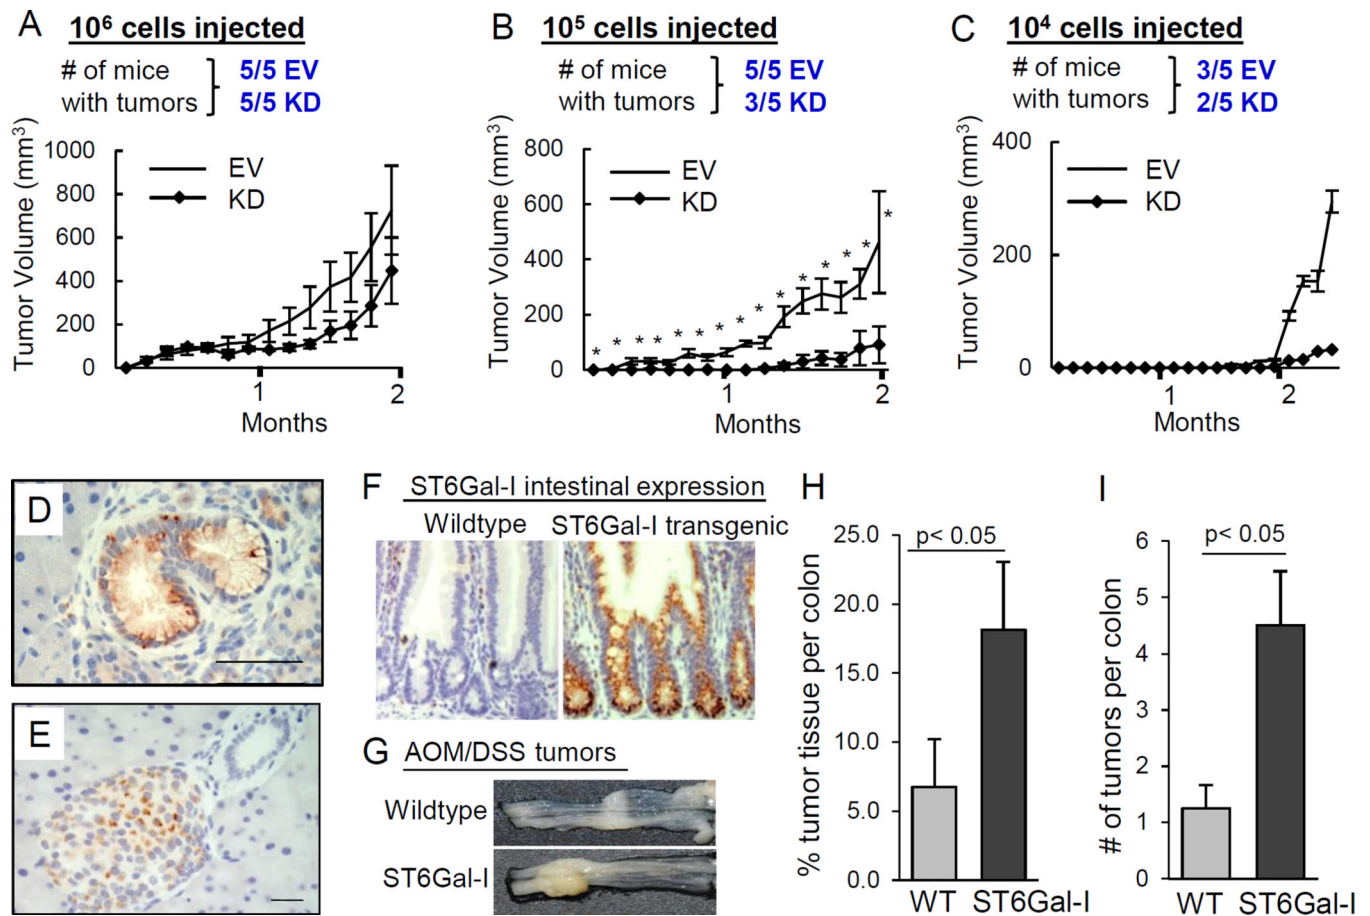 A 10⁶ cells injected
# of mice with tumors } 5/5 EV
5/5 KD
Tumor Volume (mm³)
1000
800
600
400
200
0
EV
KD
1
2
Months
B 10⁵ cells injected
# of mice with tumors } 5/5 EV
3/5 KD
Tumor Volume (mm³)
800
600
400
200
0
EV
KD
* * * * * * * * * * * * * * * *
1
2
Months
C 10⁴ cells injected
# of mice with tumors } 3/5 EV
2/5 KD
Tumor Volume (mm³)
400
200
0
EV
KD
1
2
Months
D
E
F ST6Gal-I intestinal expression
Wildtype ST6Gal-I transgenic
G AOM/DSS tumors
Wildtype
ST6Gal-I
H
% tumor tissue per colon
25.0
20.0
15.0
10.0
5.0
0.0
p< 0.05
WT ST6Gal-I
I
# of tumors per colon
6
5
4
3
2
1
0
p< 0.05
WT ST6Gal-I